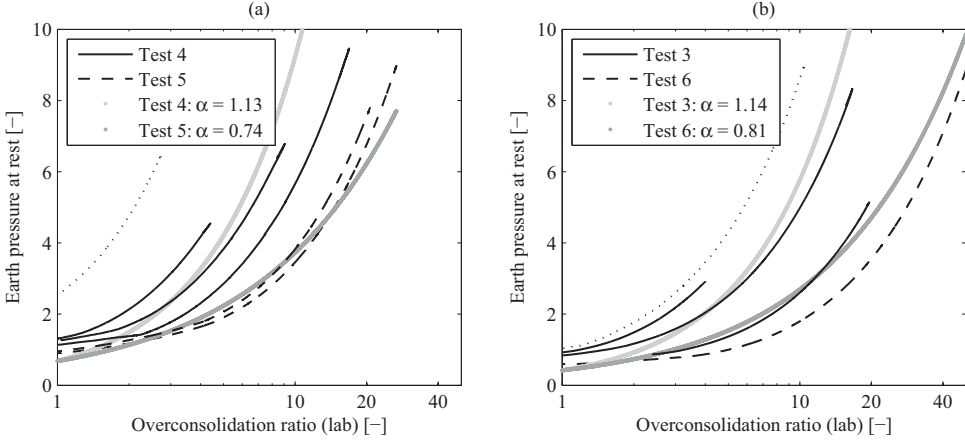 (a)
Earth pressure at rest [−]
10
8
6
4
2
0
Test 4
Test 5
Test 4: α = 1.13
Test 5: α = 0.74
1
10
20
40
Overconsolidation ratio (lab) [−]
(b)
Earth pressure at rest [−]
10
8
6
4
2
0
Test 3
Test 6
Test 3: α = 1.14
Test 6: α = 0.81
1
10
20
40
Overconsolidation ratio (lab) [−]